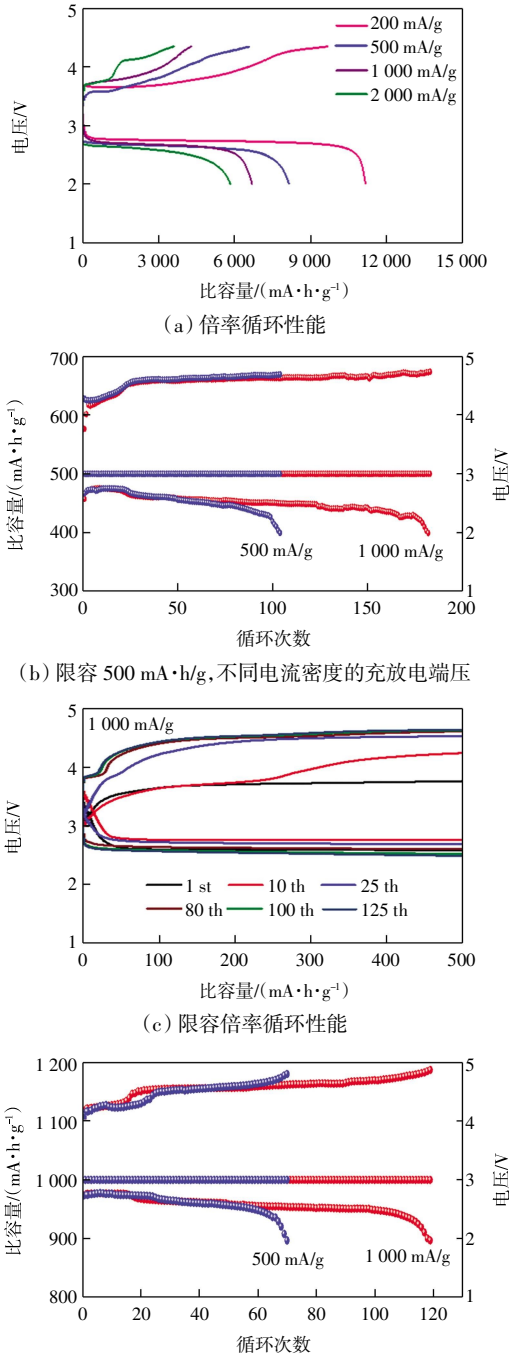 5
4
3
2
1
电压/V
200 mA/g
500 mA/g
1 000 mA/g
2 000 mA/g
0
3 000
6 000
9 000
12 000
15 000
比容量/(mA·h·g⁻¹)
(a) 倍率循环性能
700
600
500
400
300
比容量/(mA·h·g⁻¹)
5
4
3
2
1
电压/V
500 mA/g
1 000 mA/g
0
50
100
150
200
循环次数
(b) 限容 500 mA·h/g,不同电流密度的充放电端压
5
4
3
2
1
电压/V
1 000 mA/g
1 st
10 th
25 th
80 th
100 th
125 th
0
100
200
300
400
500
比容量/(mA·h·g⁻¹)
(c) 限容倍率循环性能
1 200
1 100
1 000
900
800
比容量/(mA·h·g⁻¹)
5
4
3
2
1
电压/V
500 mA/g
1 000 mA/g
0
20
40
60
80
100
120
循环次数